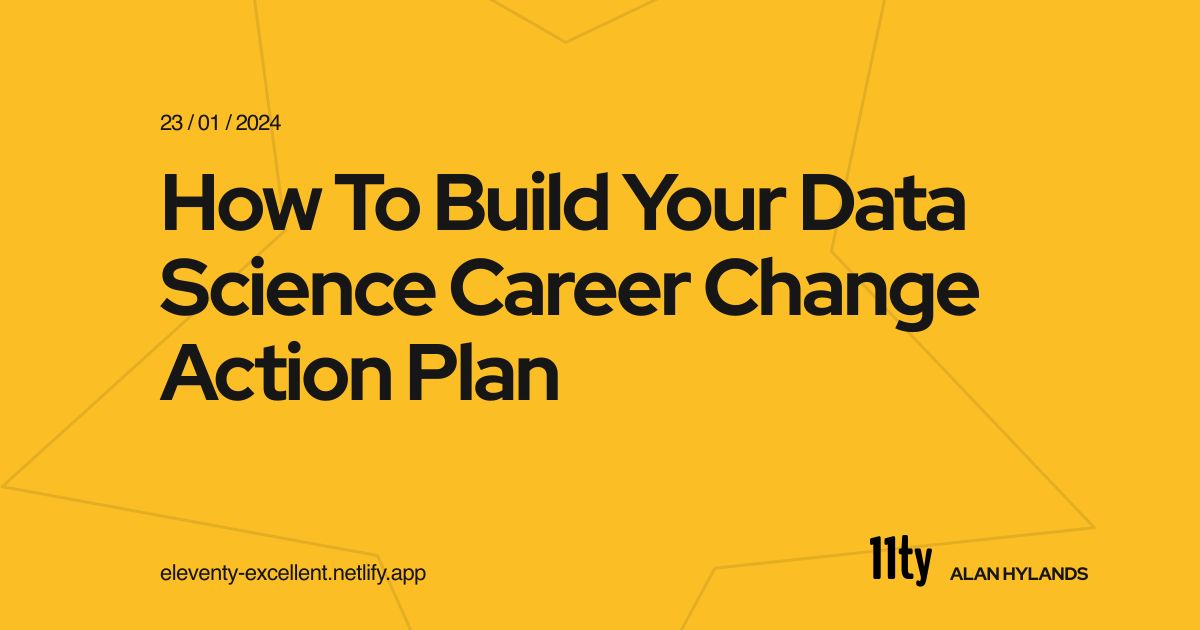 23 / 01 / 2024
How To Build Your Data
Science Career Change
Action Plan
eleventy-excellent.netlify.app
11ty
ALAN HYLANDS